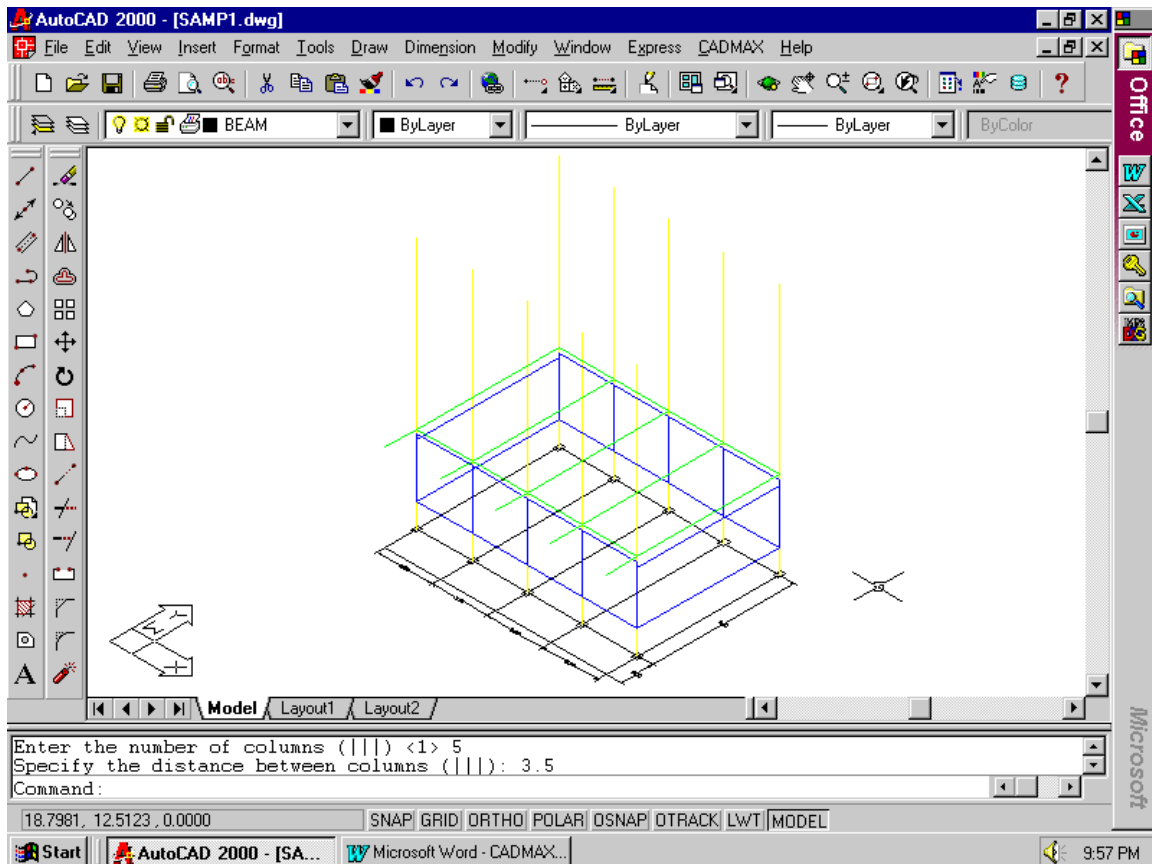 AutoCAD 2000 - [SAMP1.dwg]
File Edit View Insert Format Tools Draw Dimension Modify Window Express CADMAX Help
BEAM ByLayer ByLayer ByLayer ByColor
Office
A
Model Layout1 Layout2
Enter the number of columns (|||) <1> 5
Specify the distance between columns (|||): 3.5
Command:
Microsoft
18.7981, 12.5123 , 0.0000 SNAP GRID ORTHO POLAR OSNAP OTRACK LWT MODEL
Start AutoCAD 2000 - [SA... Microsoft Word - CADMAX... 9:57 PM